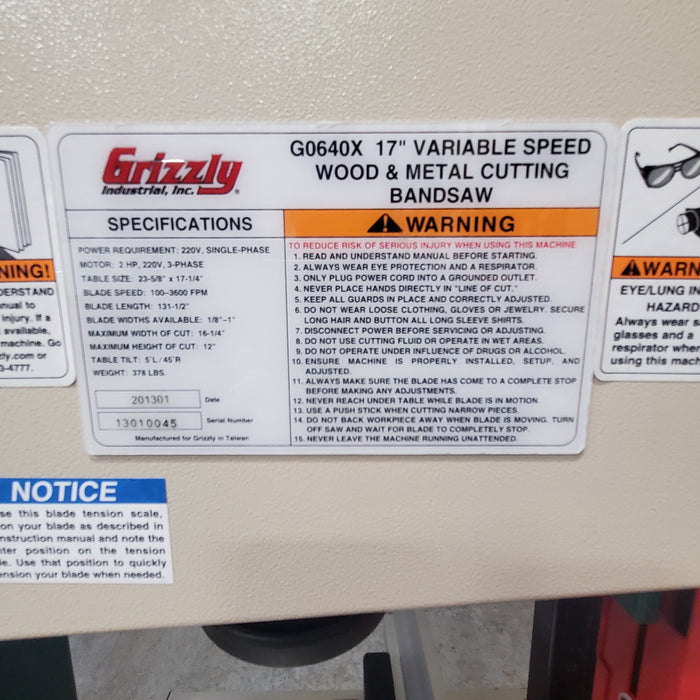 Grizzly
Industrial, Inc.
®
SPECIFICATIONS
POWER REQUIREMENT: 220V, SINGLE-PHASE
MOTOR: 2 HP, 220V, 3-PHASE
TABLE SIZE: 23-5/8" x 17-1/4"
BLADE SPEED: 100-3600 FPM
BLADE LENGTH: 131-1/2"
BLADE WIDTHS AVAILABLE: 1/8"-1"
MAXIMUM WIDTH OF CUT: 16-1/4"
MAXIMUM HEIGHT OF CUT: 12"
TABLE TILT: 5°L / 45°R
WEIGHT: 378 LBS.
201301 Date
13010045 Serial Number
Manufactured for Grizzly in Taiwan
G0640X 17" VARIABLE SPEED
WOOD & METAL CUTTING
BANDSAW
WARNING
TO REDUCE RISK OF SERIOUS INJURY WHEN USING THIS MACHINE
1. READ AND UNDERSTAND MANUAL BEFORE STARTING.
2. ALWAYS WEAR EYE PROTECTION AND A RESPIRATOR.
3. ONLY PLUG POWER CORD INTO A GROUNDED OUTLET.
4. NEVER PLACE HANDS DIRECTLY IN "LINE OF CUT."
5. KEEP ALL GUARDS IN PLACE AND CORRECTLY ADJUSTED.
6. DO NOT WEAR LOOSE CLOTHING, GLOVES OR JEWELRY. SECURE
LONG HAIR AND BUTTON ALL LONG SLEEVE SHIRTS.
7. DISCONNECT POWER BEFORE SERVICING OR ADJUSTING.
8. DO NOT USE CUTTING FLUID OR OPERATE IN WET AREAS.
9. DO NOT OPERATE UNDER INFLUENCE OF DRUGS OR ALCOHOL.
10. ENSURE MACHINE IS PROPERLY INSTALLED, SETUP, AND
ADJUSTED.
11. ALWAYS MAKE SURE THE BLADE HAS COME TO A COMPLETE STOP
BEFORE MAKING ANY ADJUSTMENTS.
12. NEVER REACH UNDER TABLE WHILE BLADE IS IN MOTION.
13. USE A PUSH STICK WHEN CUTTING NARROW PIECES.
14. DO NOT BACK WORKPIECE AWAY WHEN BLADE IS MOVING. TURN
OFF SAW AND WAIT FOR BLADE TO COMPLETELY STOP.
15. NEVER LEAVE THE MACHINE RUNNING UNATTENDED.
NING!
DERSTAND
nual to
injury. If a
available,
machine. Go
zly.com or
3-4777.
WARN
EYE/LUNG IN
HAZARD
Always wear s
glasses and a
respirator when
using this mach
NOTICE
se this blade tension scale,
on your blade as described in
nstruction manual and note the
ter position on the tension
le. Use that position to quickly
ension your blade when needed.